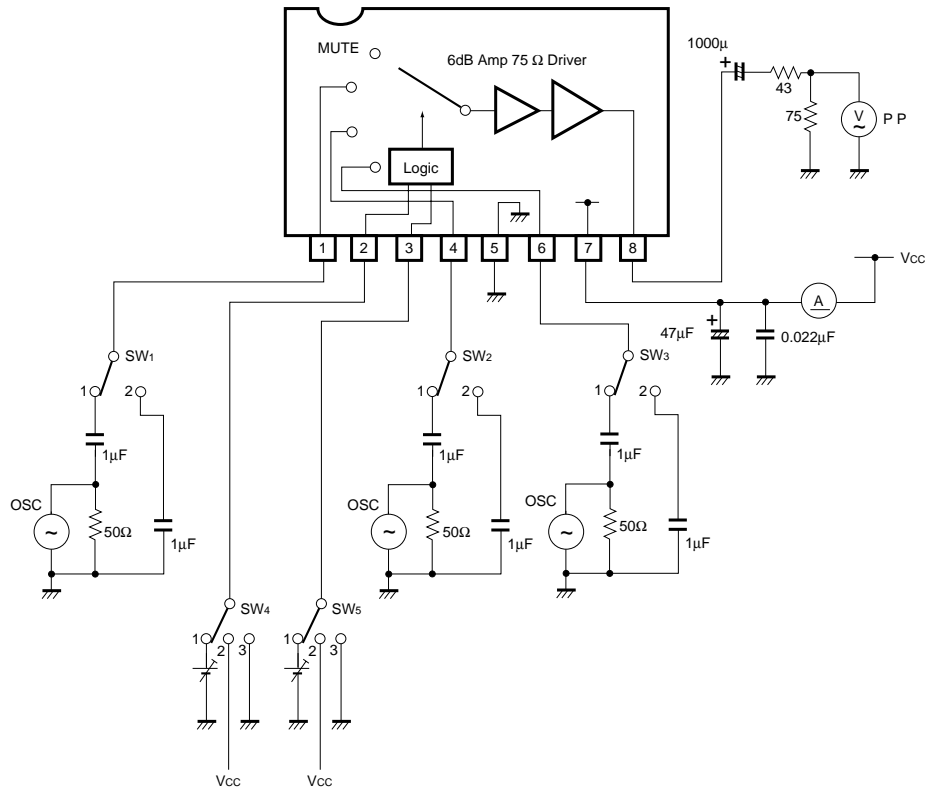 MUTE
6dB Amp 75 Ω Driver
Logic
1 2 3 4 5 6 7 8
1000μ
+
43
75
V
~
P P
Vcc
A
47μF
+
0.022μF
SW1
1 2
1μF
OSC
~
50Ω
1μF
SW2
1 2
1μF
OSC
~
50Ω
1μF
SW3
1 2
1μF
OSC
~
50Ω
1μF
SW4
1 2 3
Vcc
SW5
1 2 3
Vcc